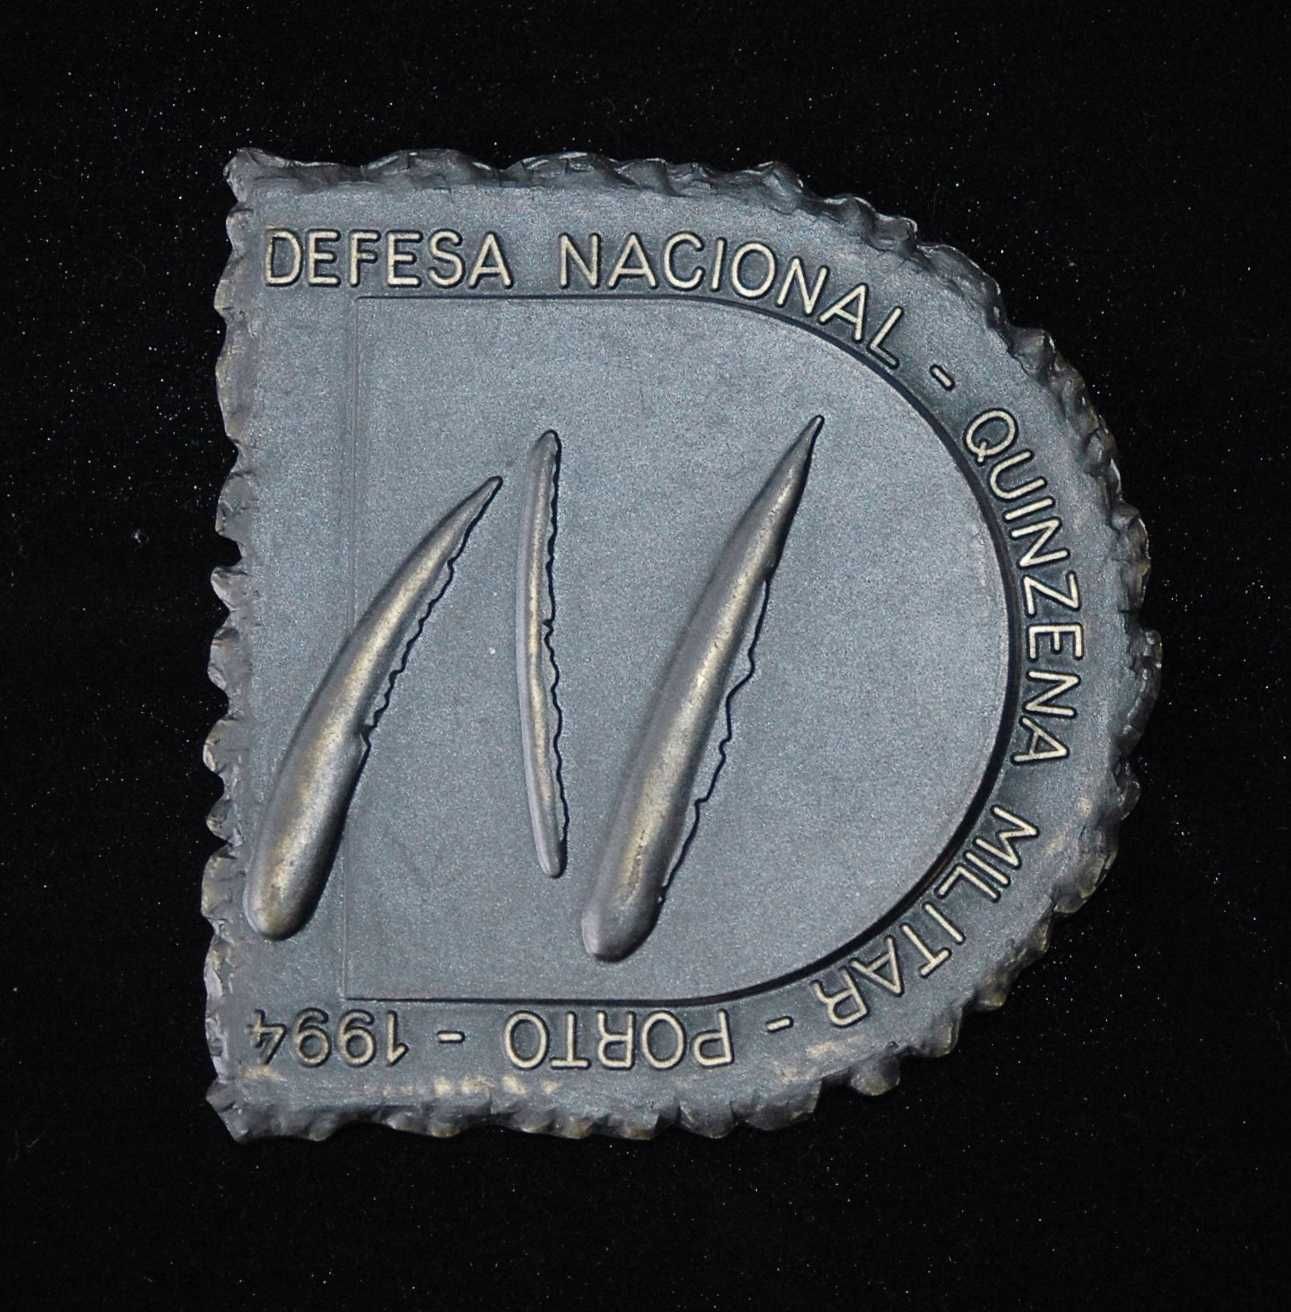 DEFESA NACIONAL - QUINZENA MILITAR - PORTO - 1994